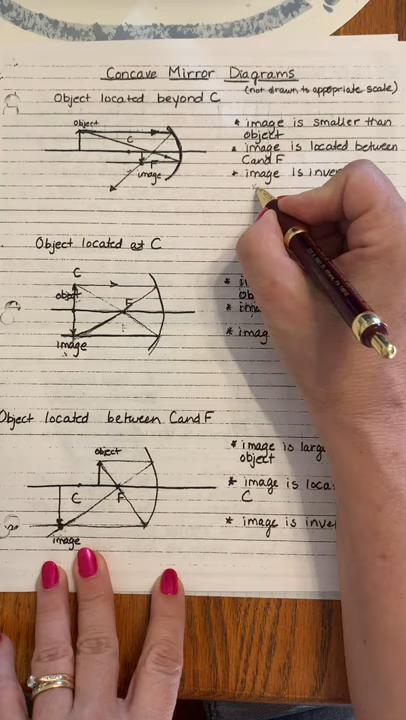 Concave Mirror Diagrams
(not drawn to appropriate scale)
Object located beyond C
object
C
F
image
* image is smaller than
object
* image is located between
C and F
* image is inver
Object located at C
C
object
F
image
*
*
* imag
Object located between C and F
object
C
F
image
* image is larg
object
* image is loca
C
* image is inver